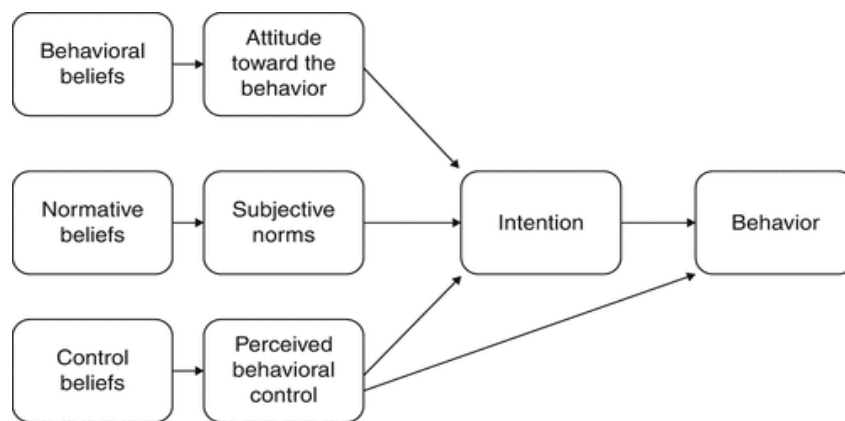 Behavioral
beliefs
Attitude
toward the
behavior
Normative
beliefs
Subjective
norms
Intention
Behavior
Control
beliefs
Perceived
behavioral
control